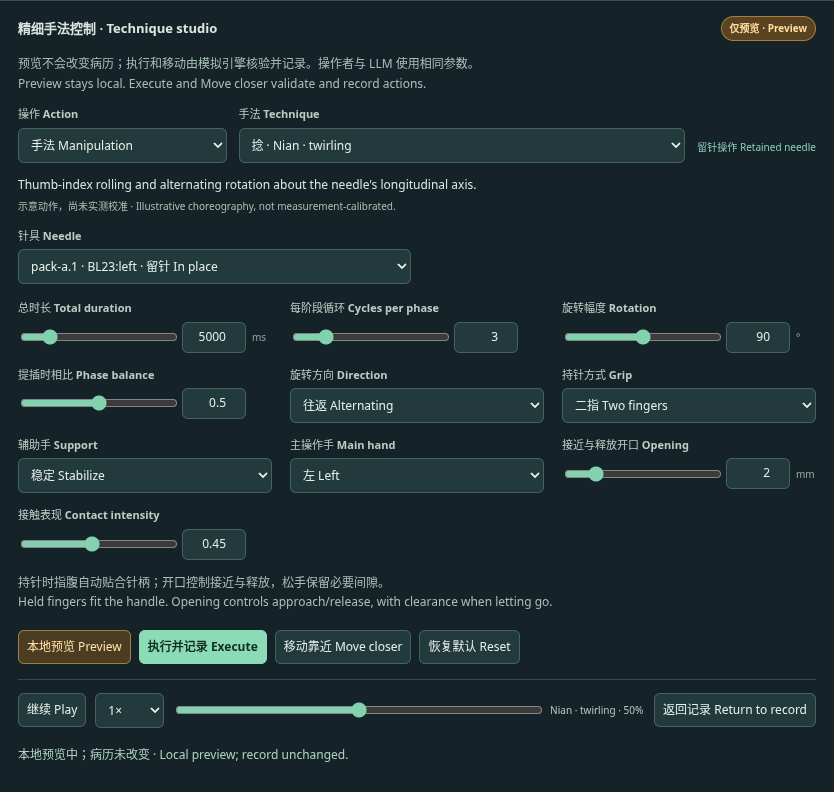 精细手法控制 · Technique studio
仅预览 · Preview
预览不会改变病历；执行和移动由模拟引擎核验并记录。操作者与 LLM 使用相同参数。
Preview stays local. Execute and Move closer validate and record actions.
操作 Action
手法 Technique
手法 Manipulation
捻 · Nian · twirling
留针操作 Retained needle
Thumb-index rolling and alternating rotation about the needle's longitudinal axis.
示意动作，尚未实测校准 · Illustrative choreography, not measurement-calibrated.
针具 Needle
pack-a.1 · BL23:left · 留针 In place
总时长 Total duration
每阶段循环 Cycles per phase
旋转幅度 Rotation
5000 ms
3
90 °
提插时相比 Phase balance
旋转方向 Direction
持针方式 Grip
0.5
往返 Alternating
二指 Two fingers
辅助手 Support
主操作手 Main hand
接近与释放开口 Opening
稳定 Stabilize
左 Left
2 mm
接触表现 Contact intensity
0.45
持针时指腹自动贴合针柄；开口控制接近与释放，松手保留必要间隙。
Held fingers fit the handle. Opening controls approach/release, with clearance when letting go.
本地预览 Preview
执行并记录 Execute
移动靠近 Move closer
恢复默认 Reset
继续 Play
1×
Nian · twirling · 50%
返回记录 Return to record
本地预览中；病历未改变 · Local preview; record unchanged.